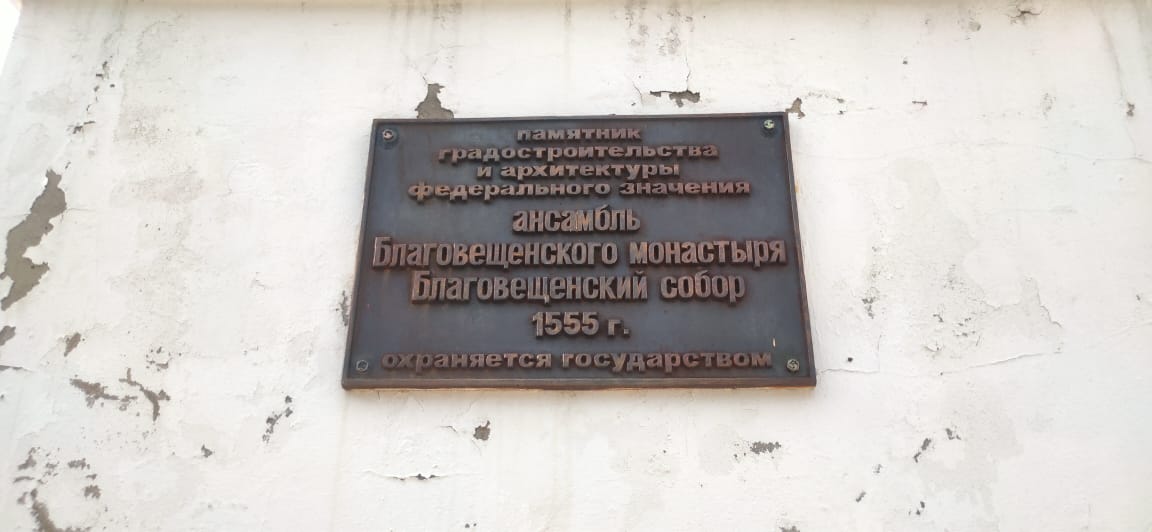 памятник
градостроительства
и архитектуры
федерального значения
ансамбль
Благовещенского монастыря
Благовещенский собор
1555 г.
охраняется государством